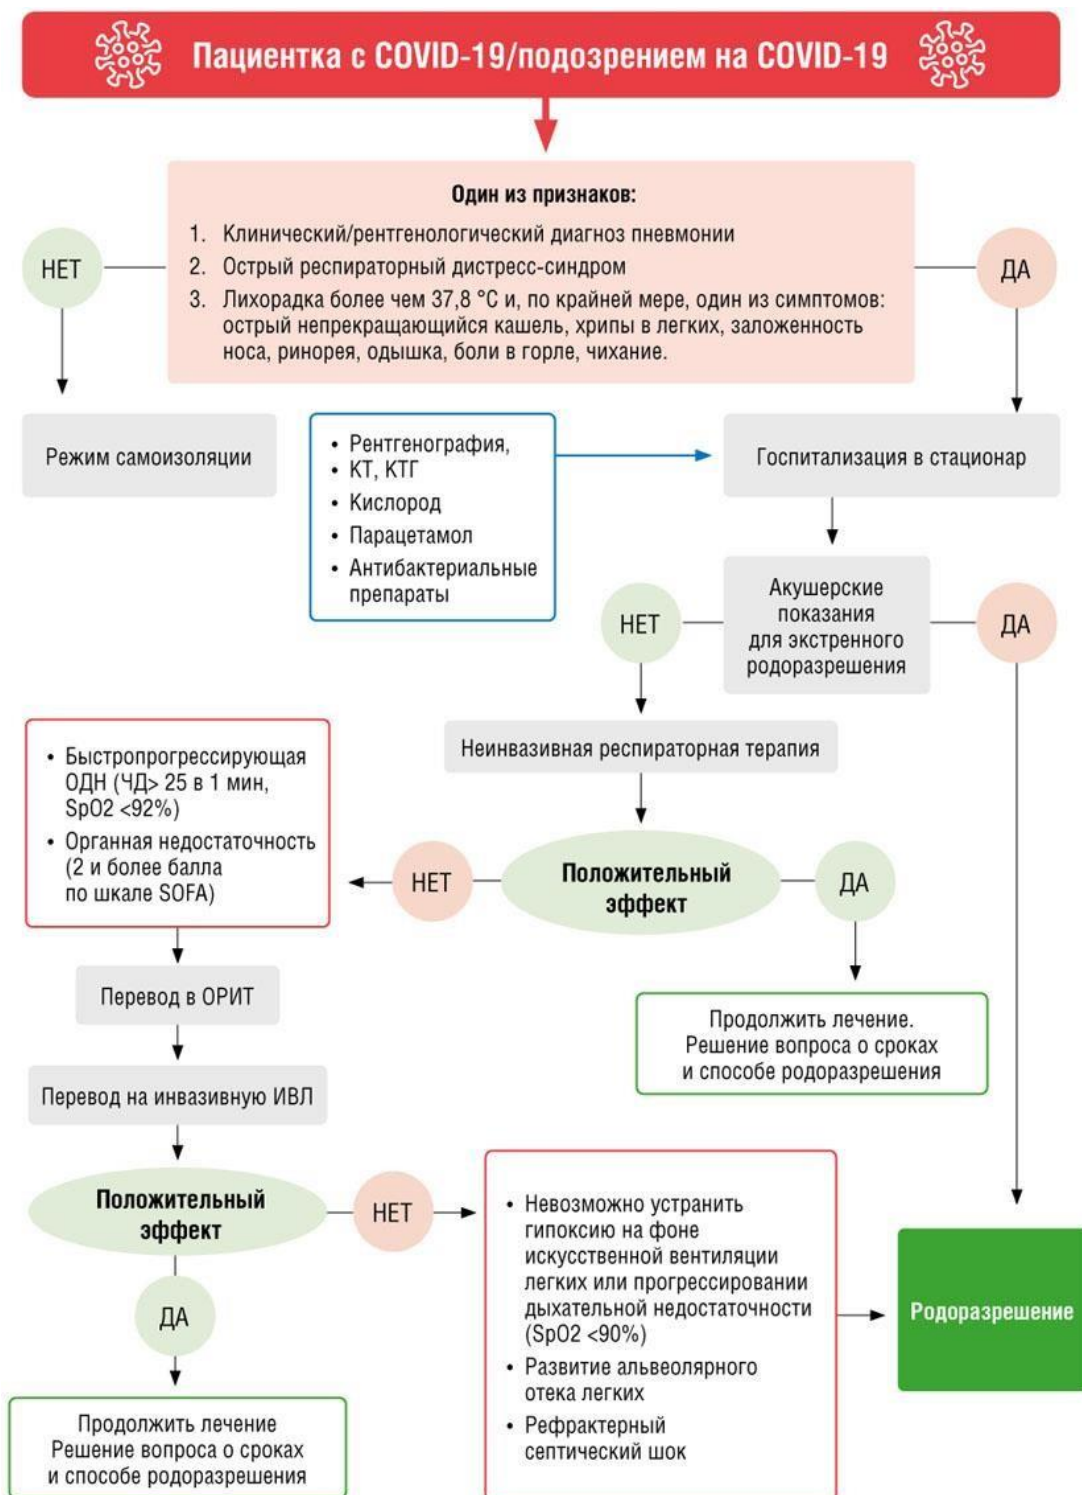 Пациентка с COVID-19/подозрением на COVID-19
Один из признаков:
1. Клинический/рентгенологический диагноз пневмонии
2. Острый респираторный дистресс-синдром
3. Лихорадка более чем 37,8 °C и, по крайней мере, один из симптомов:
острый непрекращающийся кашель, хрипы в легких, заложенность
носа, ринорея, одышка, боли в горле, чихание.
НЕТ
ДА
Режим самоизоляции
• Рентгенография,
• КТ, КТГ
• Кислород
• Парацетамол
• Антибактериальные
препараты
Госпитализация в стационар
Акушерские
показания
для экстренного
родоразрешения
НЕТ
ДА
Неинвазивная респираторная терапия
• Быстропрогрессирующая
ОДН (ЧД> 25 в 1 мин,
SpO2 <92%)
• Органная недостаточность
(2 и более балла
по шкале SOFA)
НЕТ
Положительный
эффект
ДА
Перевод в ОРИТ
Продолжить лечение.
Решение вопроса о сроках
и способе родоразрешения
Перевод на инвазивную ИВЛ
Положительный
эффект
НЕТ
• Невозможно устранить
гипоксию на фоне
искусственной вентиляции
легких или прогрессировании
дыхательной недостаточности
(SpO2 <90%)
• Развитие альвеолярного
отека легких
• Рефрактерный
септический шок
Родоразрешение
ДА
Продолжить лечение
Решение вопроса о сроках
и способе родоразрешения